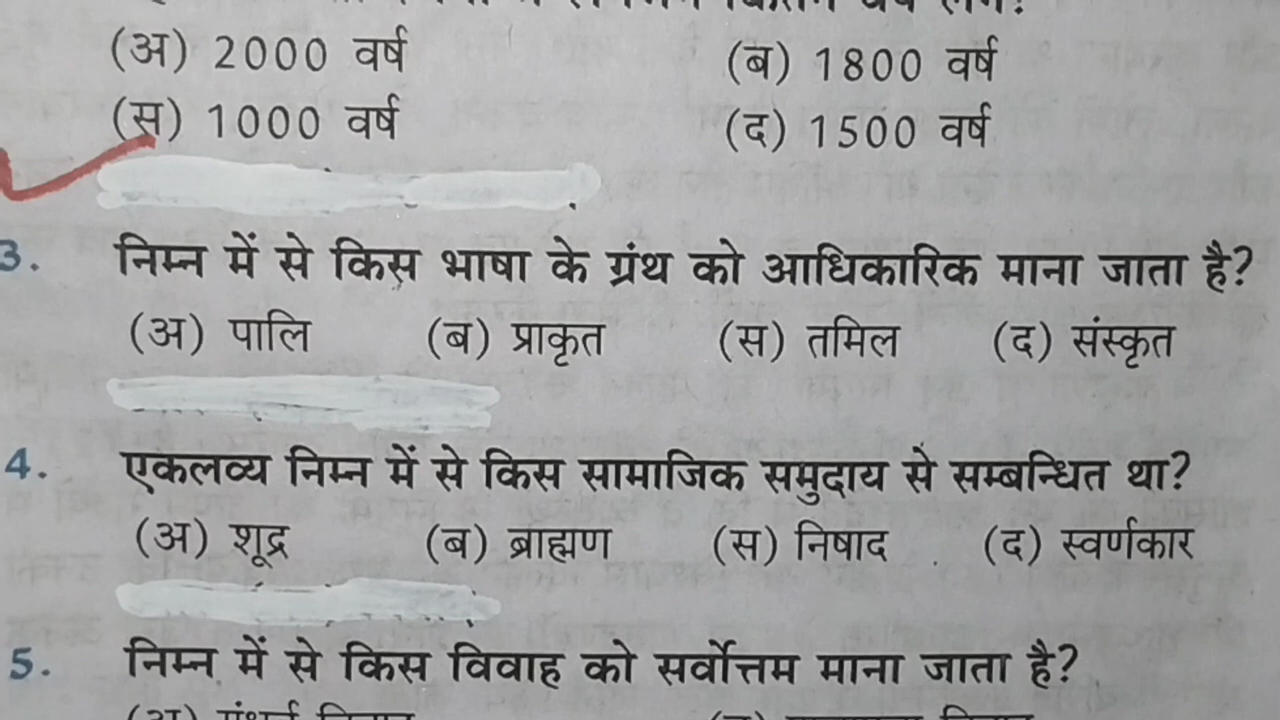 (अ) 2000 वर्ष (ब) 1800 वर्ष
(स) 1000 वर्ष (द) 1500 वर्ष
3. निम्न में से किस भाषा के ग्रंथ को आधिकारिक माना जाता है?
(अ) पालि (ब) प्राकृत (स) तमिल (द) संस्कृत
4. एकलव्य निम्न में से किस सामाजिक समुदाय से सम्बन्धित था?
(अ) शूद्र (ब) ब्राह्मण (स) निषाद (द) स्वर्णकार
5. निम्न में से किस विवाह को सर्वोत्तम माना जाता है?